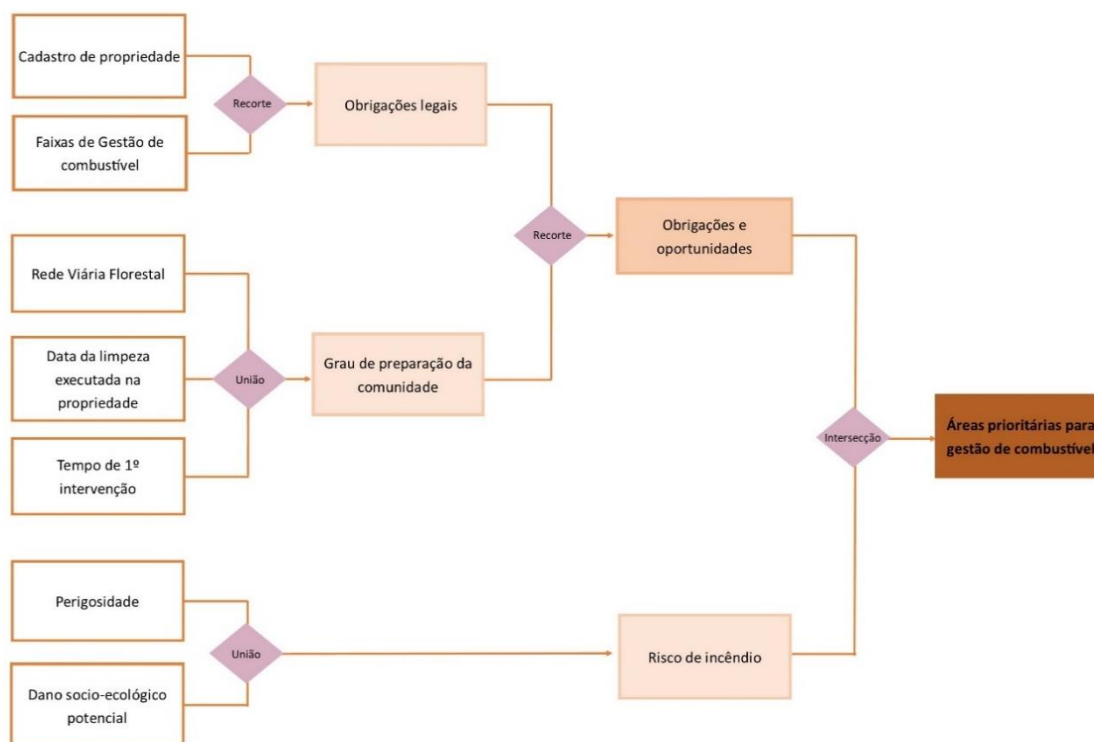 Cadastro de propriedade
Recorte
Obrigações legais
Faixas de Gestão de
combustível
Recorte
Obrigações e
oportunidades
Rede Viária Florestal
Data da limpeza
executada na
propriedade
União
Grau de preparação da
comunidade
Tempo de 1º
intervenção
Intersecção
Áreas prioritárias para
gestão de combustível
Perigosidade
União
Risco de incêndio
Dano socio-ecológico
potencial